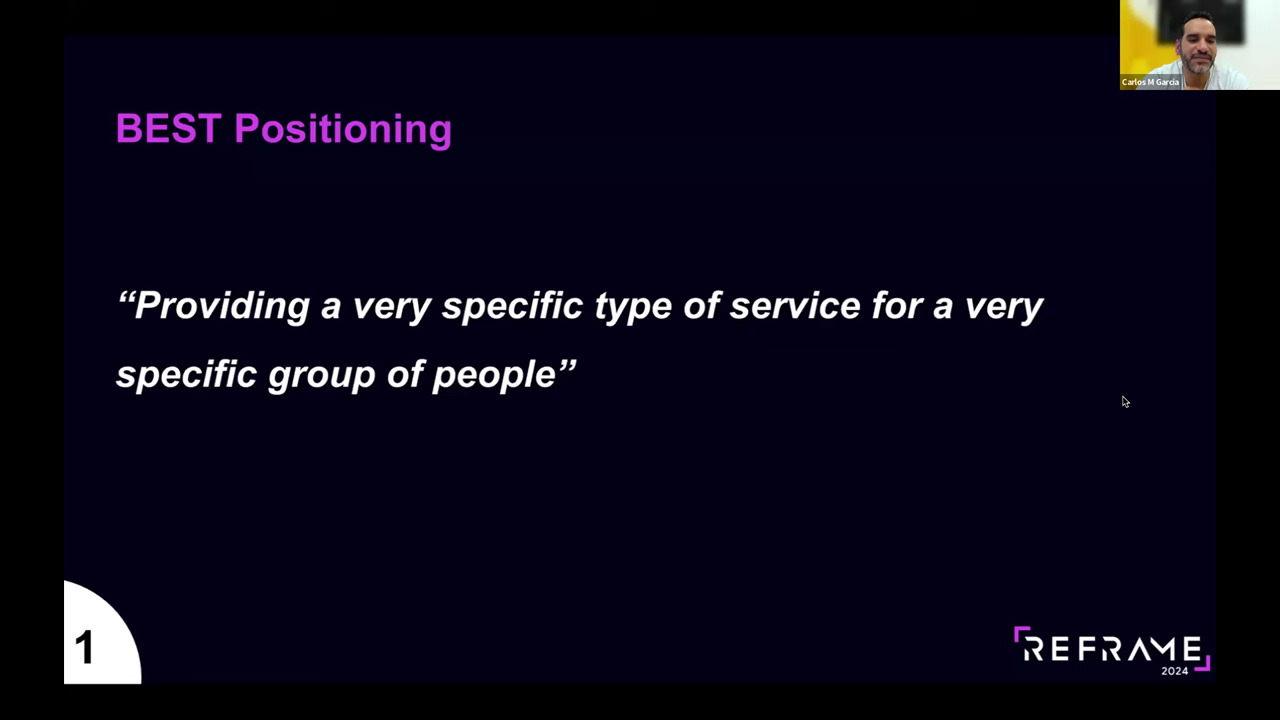 Carlos M Garcia
BEST Positioning
“Providing a very specific type of service for a very
specific group of people”
1
REFRAME
2024